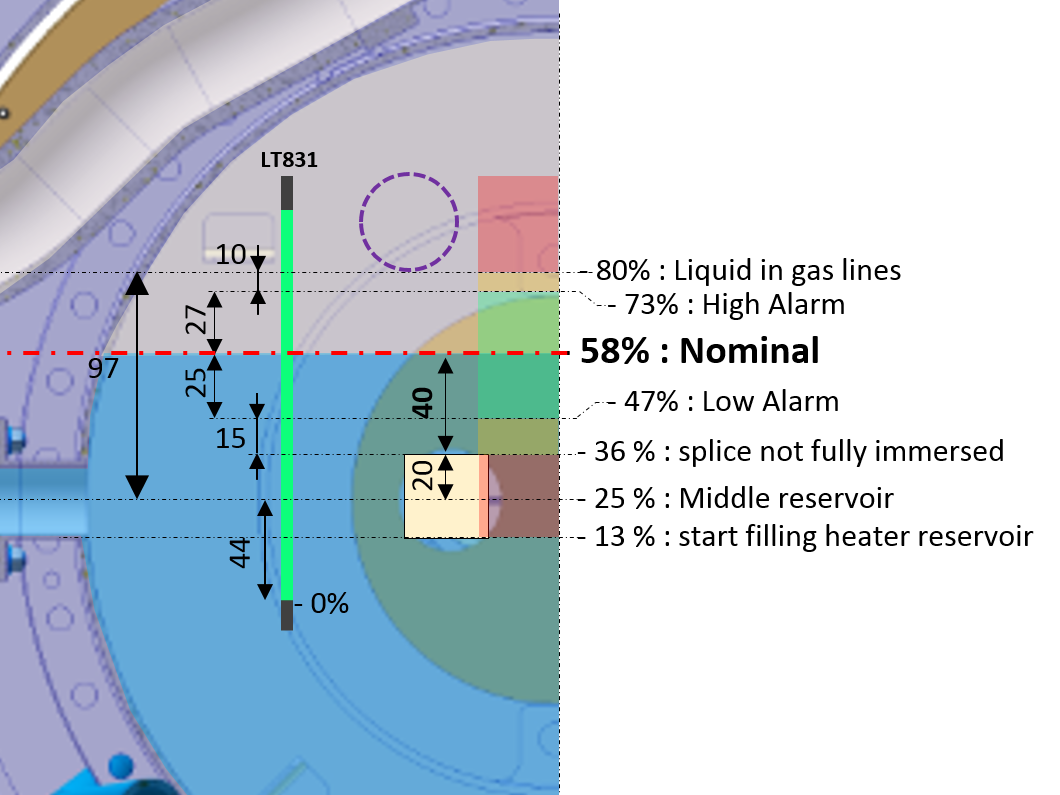 LT831
10
- 80% : Liquid in gas lines
27
- 73% : High Alarm
58% : Nominal
97
25
40
- 47% : Low Alarm
15
- 36 % : splice not fully immersed
20
- 25 % : Middle reservoir
44
- 13 % : start filling heater reservoir
- 0%